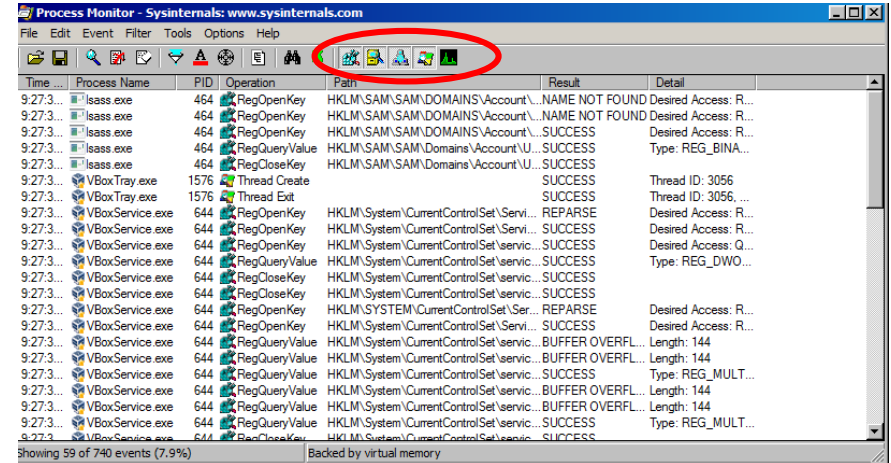 Process Monitor - Sysinternals: www.sysinternals.com
File Edit Event Filter Tools Options Help
Time ... Process Name PID Operation Path Result Detail
9:27:3... lsass.exe 464 RegOpenKey HKLM\SAM\SAM\DOMAINS\Account\... NAME NOT FOUND Desired Access: R...
9:27:3... lsass.exe 464 RegOpenKey HKLM\SAM\SAM\DOMAINS\Account\... NAME NOT FOUND Desired Access: R...
9:27:3... lsass.exe 464 RegOpenKey HKLM\SAM\SAM\DOMAINS\Account\... SUCCESS Desired Access: R...
9:27:3... lsass.exe 464 RegQueryValue HKLM\SAM\SAM\Domains\Account\U... SUCCESS Type: REG_BINA...
9:27:3... lsass.exe 464 RegCloseKey HKLM\SAM\SAM\Domains\Account\U... SUCCESS
9:27:3... VBoxTray.exe 1576 Thread Create SUCCESS Thread ID: 3056
9:27:3... VBoxTray.exe 1576 Thread Exit SUCCESS Thread ID: 3056, ...
9:27:3... VBoxService.exe 644 RegOpenKey HKLM\System\CurrentControlSet\Servi... REPARSE Desired Access: R...
9:27:3... VBoxService.exe 644 RegOpenKey HKLM\System\CurrentControlSet\servic... SUCCESS Desired Access: R...
9:27:3... VBoxService.exe 644 RegOpenKey HKLM\System\CurrentControlSet\servic... SUCCESS Desired Access: Q...
9:27:3... VBoxService.exe 644 RegQueryValue HKLM\System\CurrentControlSet\servic... SUCCESS Type: REG_DWO...
9:27:3... VBoxService.exe 644 RegCloseKey HKLM\System\CurrentControlSet\servic... SUCCESS
9:27:3... VBoxService.exe 644 RegCloseKey HKLM\System\CurrentControlSet\servic... SUCCESS
9:27:3... VBoxService.exe 644 RegOpenKey HKLM\SYSTEM\CurrentControlSet\Ser... REPARSE Desired Access: R...
9:27:3... VBoxService.exe 644 RegOpenKey HKLM\System\CurrentControlSet\Servi... SUCCESS Desired Access: R...
9:27:3... VBoxService.exe 644 RegQueryValue HKLM\System\CurrentControlSet\servic... BUFFER OVERFL... Length: 144
9:27:3... VBoxService.exe 644 RegQueryValue HKLM\System\CurrentControlSet\servic... BUFFER OVERFL... Length: 144
9:27:3... VBoxService.exe 644 RegQueryValue HKLM\System\CurrentControlSet\servic... SUCCESS Type: REG_MULT...
9:27:3... VBoxService.exe 644 RegQueryValue HKLM\System\CurrentControlSet\servic... BUFFER OVERFL... Length: 144
9:27:3... VBoxService.exe 644 RegQueryValue HKLM\System\CurrentControlSet\servic... BUFFER OVERFL... Length: 144
9:27:3... VBoxService.exe 644 RegQueryValue HKLM\System\CurrentControlSet\servic... SUCCESS Type: REG_MULT...
9:27:3... VBoxService.exe 644 RegCloseKey HKLM\System\CurrentControlSet\servic... SUCCESS
Showing 59 of 740 events (7.9%) Backed by virtual memory